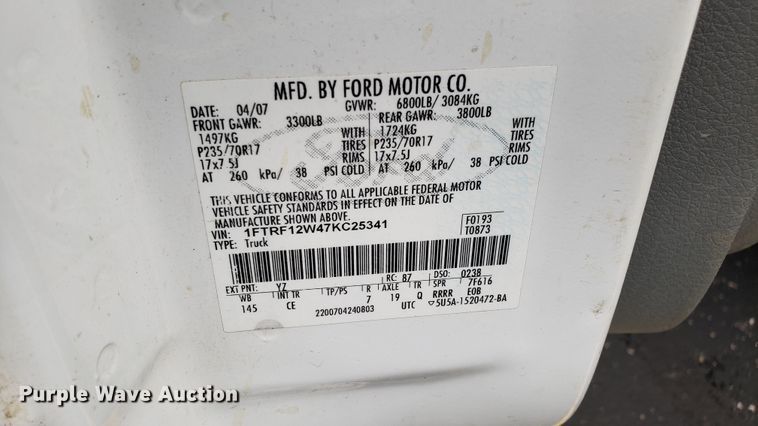 MFD. BY FORD MOTOR CO.
DATE: 04/07 GVWR: 6800LB/ 3084KG
FRONT GAWR: 3300LB REAR GAWR: 3800LB
1497KG WITH 1724KG WITH
P235/70R17 TIRES P235/70R17 TIRES
17x7.5J RIMS 17x7.5J RIMS
AT 260 kPa/ 38 PSI COLD AT 260 kPa/ 38 PSI COLD
THIS VEHICLE CONFORMS TO ALL APPLICABLE FEDERAL MOTOR
VEHICLE SAFETY STANDARDS IN EFFECT ON THE DATE OF
MANUFACTURE SHOWN ABOVE.
VIN: 1FTRF12W47KC25341 F0193
TYPE: Truck T0873
EXT PNT: YZ RC: 87 DSO: 0238
WB INT TR TP/PS R AXLE TR SPR 7F616
145 CE 7 19 Q RRRR E0B
2200704240803 UTC ▽5U5A-1520472-BA
Ford
Purple Wave Auction